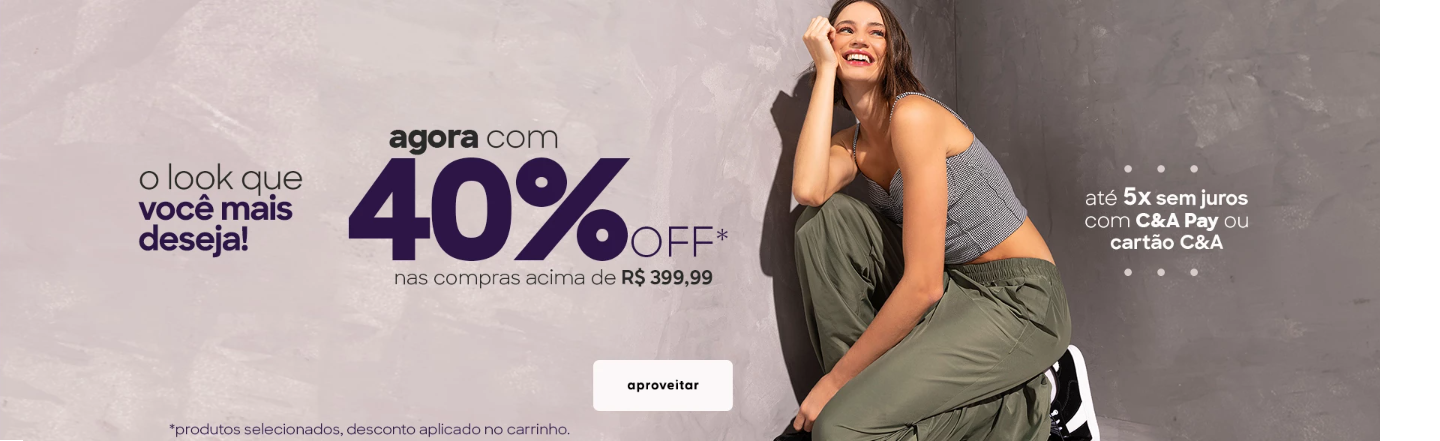 o look que
você mais
deseja!
agora com
40% OFF*
nas compras acima de R$ 399,99
aproveitar
*produtos selecionados, desconto aplicado no carrinho.
até 5x sem juros
com C&A Pay ou
cartão C&A